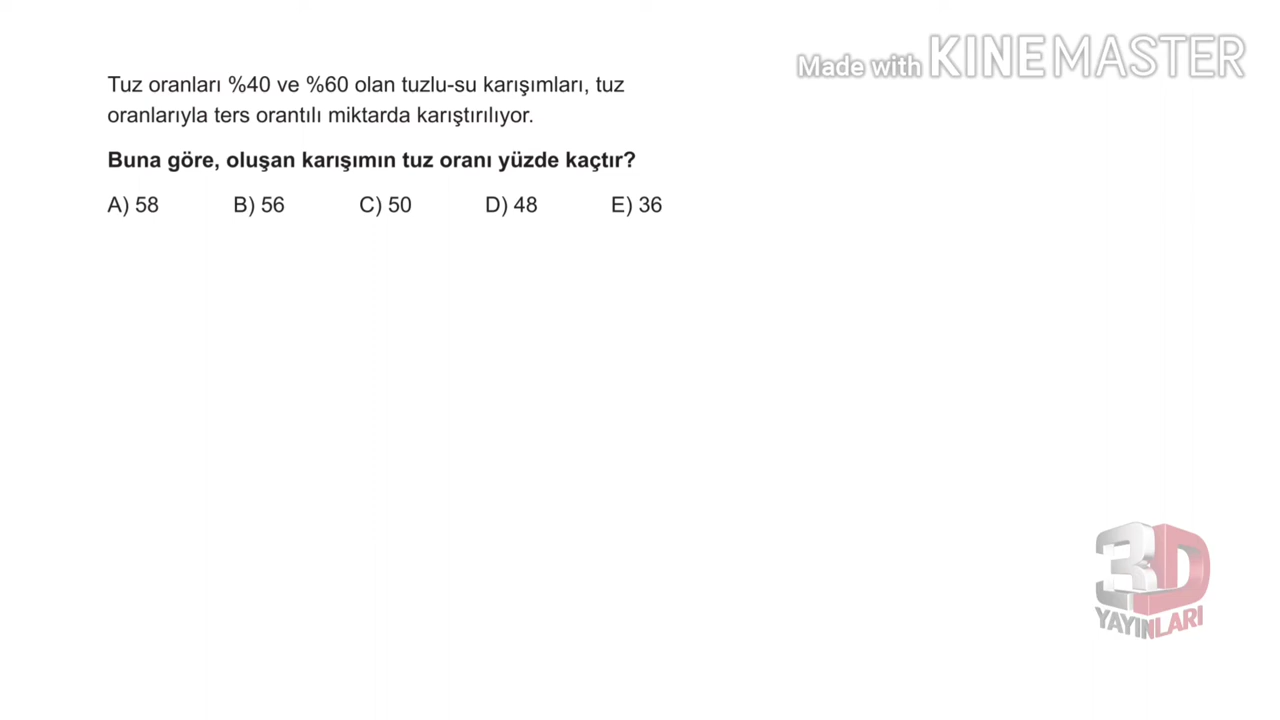 Made with KINEMASTER
Tuz oranları %40 ve %60 olan tuzlu-su karışımları, tuz
oranlarıyla ters orantılı miktarda karıştırılıyor.
Buna göre, oluşan karışımın tuz oranı yüzde kaçtır?
A) 58 B) 56 C) 50 D) 48 E) 36
3D
YAYINLARI